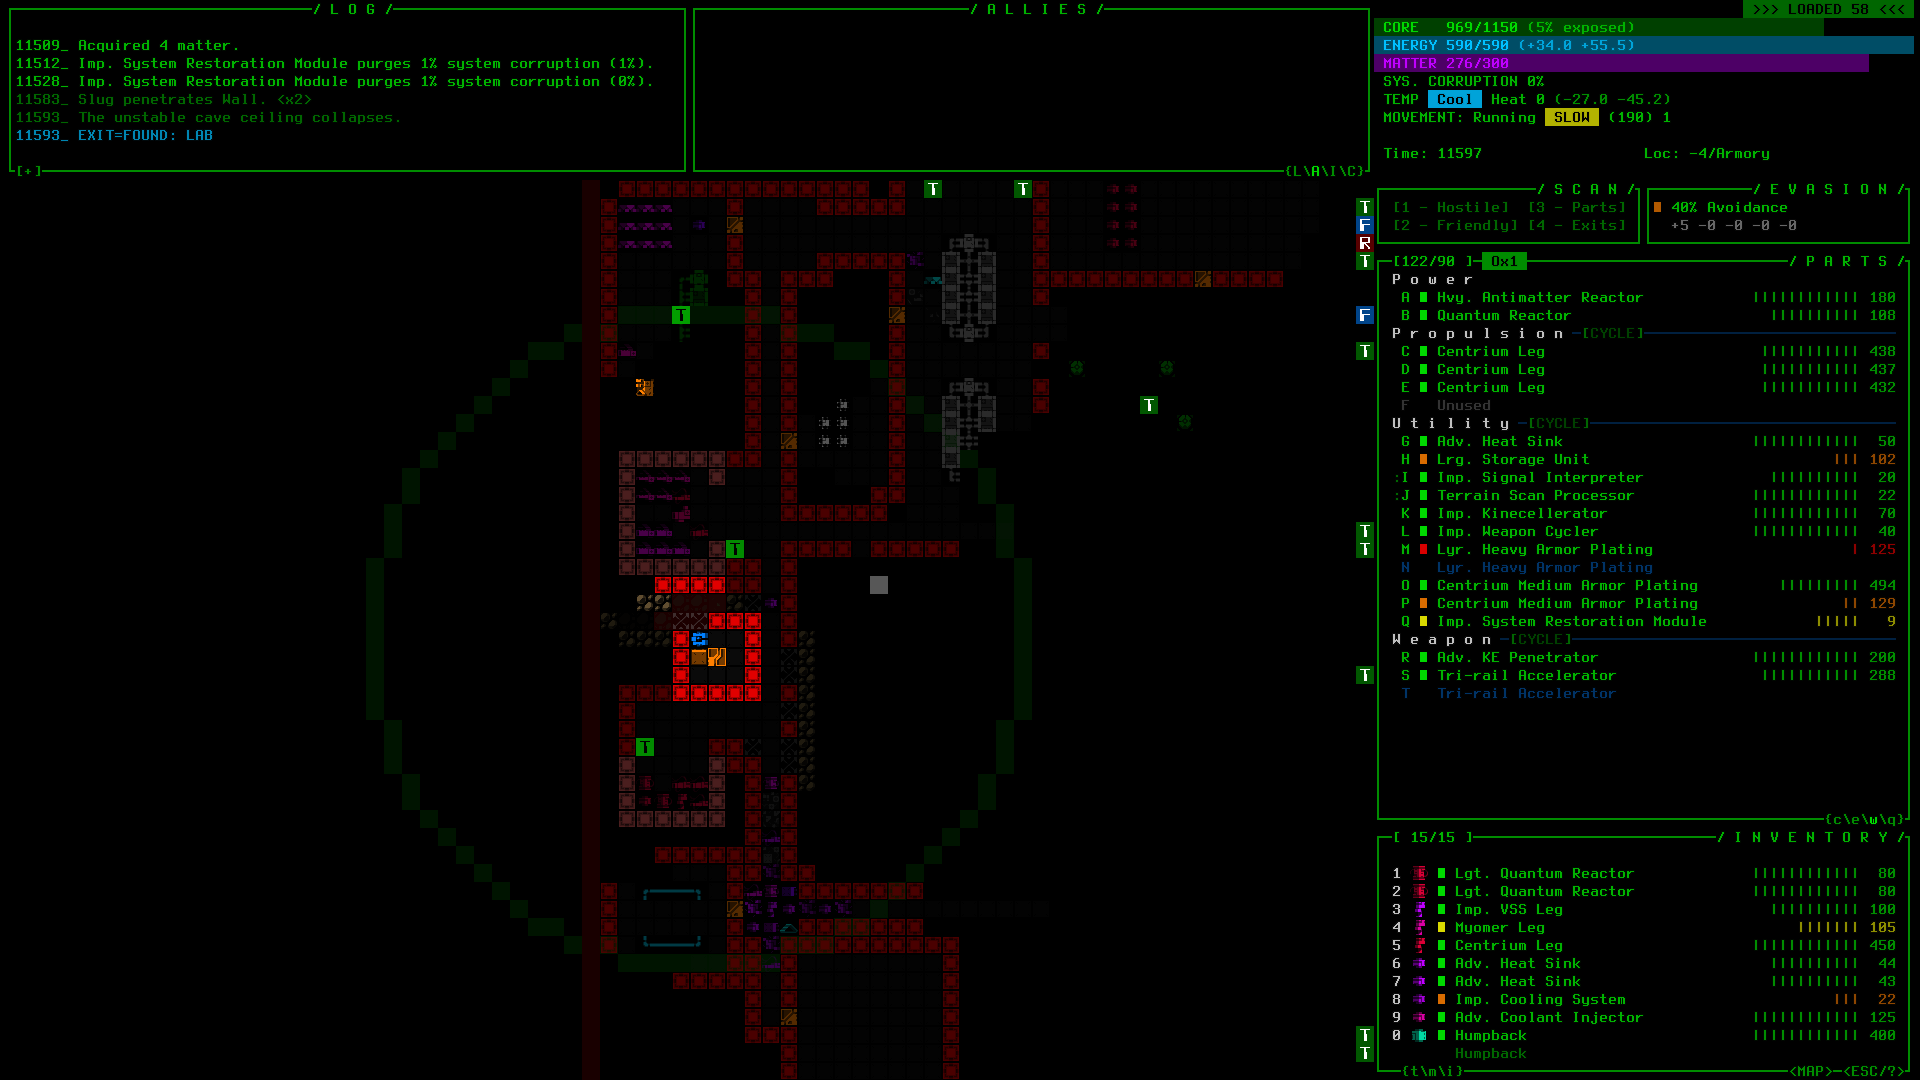 / L O G /
11509_ Acquired 4 matter.
11512_ Imp. System Restoration Module purges 1% system corruption (1%).
11528_ Imp. System Restoration Module purges 1% system corruption (0%).
11583_ Slug penetrates Wall. <x2>
11593_ The unstable cave ceiling collapses.
11593_ EXIT=FOUND: LAB
[+]
/ A L L I E S /
(L\A\I\C)
>>> LOADED 58 <<<
CORE 969/1150 (5% exposed)
ENERGY 590/590 (+34.0 +55.5)
MATTER 276/300
SYS. CORRUPTION 0%
TEMP Cool Heat 0 (-27.0 -45.2)
MOVEMENT: Running SLOW (190) 1
Time: 11597 Loc: -4/Armory
/ S C A N /
[1 - Hostile] [3 - Parts]
[2 - Friendly] [4 - Exits]
/ E V A S I O N /
40% Avoidance
+5 -0 -0 -0 -0
[122/90 ] 0x1 / P A R T S /
P o w e r
A Hvy. Antimatter Reactor 180
B Quantum Reactor 108
P r o p u l s i o n [CYCLE]
C Centrium Leg 438
D Centrium Leg 437
E Centrium Leg 432
F Unused
U t i l i t y [CYCLE]
G Adv. Heat Sink 50
H Lrg. Storage Unit 102
:I Imp. Signal Interpreter 20
:J Terrain Scan Processor 22
K Imp. Kinecellerator 70
L Imp. Weapon Cycler 40
M Lyr. Heavy Armor Plating 125
N Lyr. Heavy Armor Plating
O Centrium Medium Armor Plating 494
P Centrium Medium Armor Plating 129
Q Imp. System Restoration Module 9
W e a p o n [CYCLE]
R Adv. KE Penetrator 200
S Tri-rail Accelerator 288
T Tri-rail Accelerator
(c\e\w\q)
[ 15/15 ] / I N V E N T O R Y /
1 Lgt. Quantum Reactor 80
2 Lgt. Quantum Reactor 80
3 Imp. VSS Leg 100
4 Myomer Leg 105
5 Centrium Leg 450
6 Adv. Heat Sink 44
7 Adv. Heat Sink 43
8 Imp. Cooling System 22
9 Adv. Coolant Injector 125
0 Humpback 400
Humpback
(t\m\i) <MAP> <ESC/?>
T
T
T
F
R
T
T
F
T
T
T
T
T
T
T
T
T